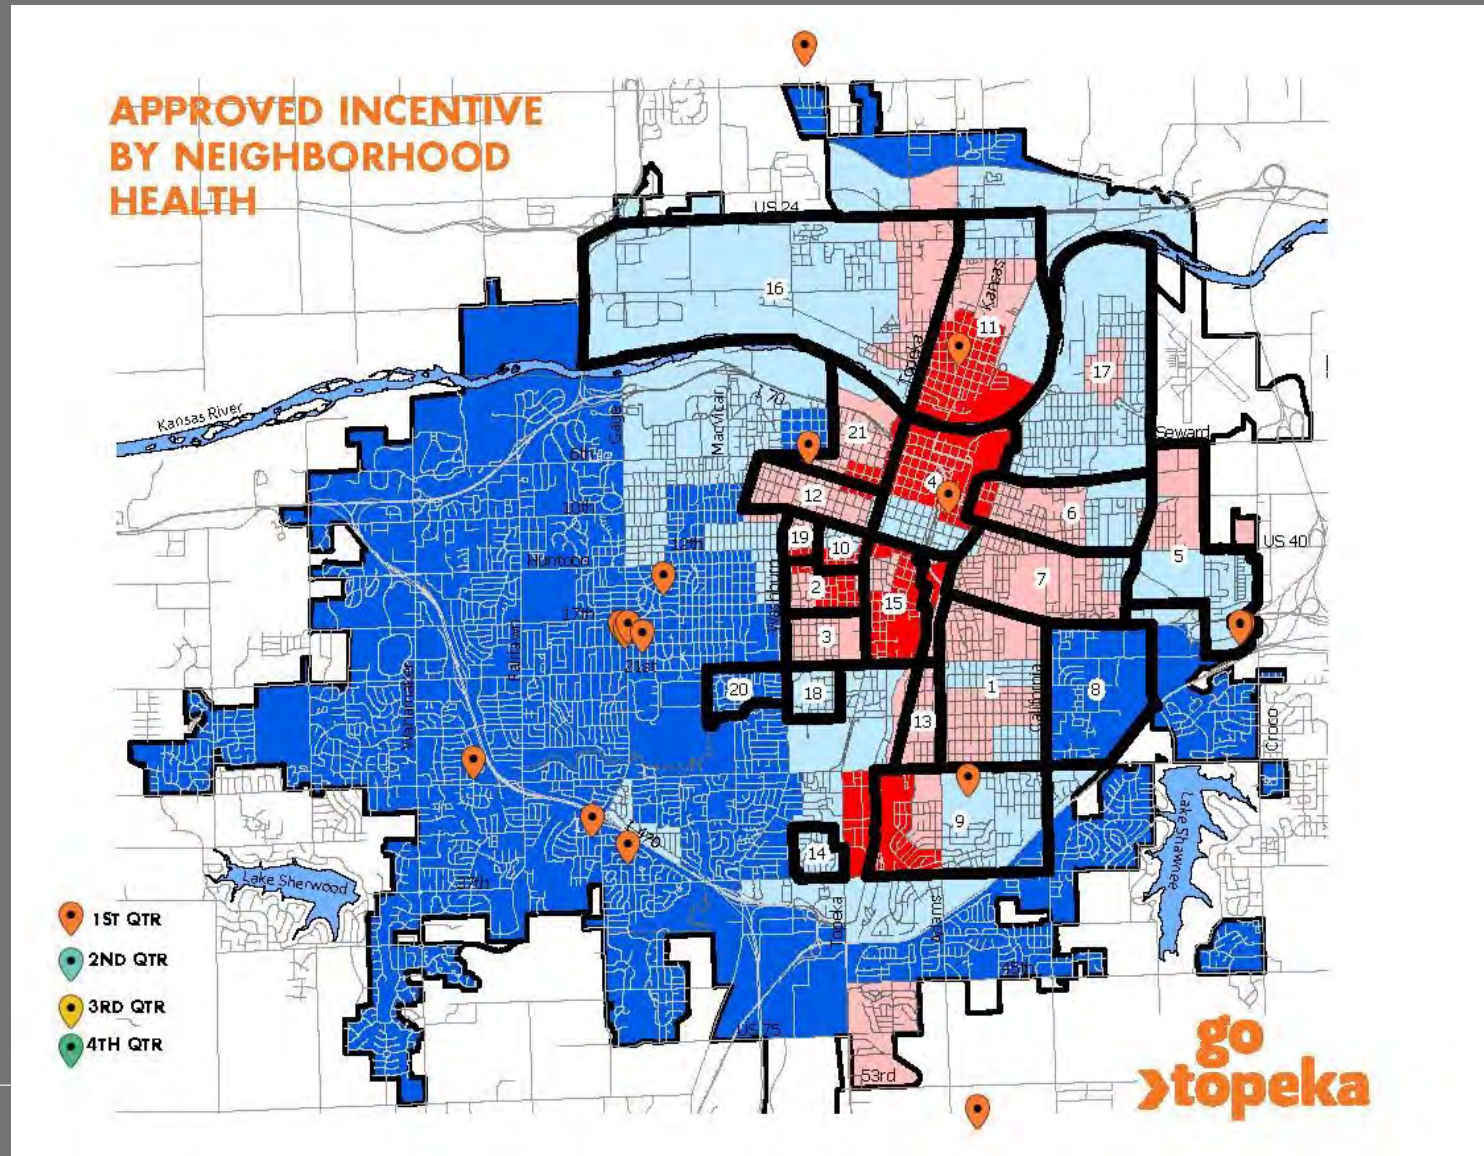 APPROVED INCENTIVE
BY NEIGHBORHOOD
HEALTH
US 24
16
Kansas
11
Topeka
17
Kansas River
I-70
Gage
MacVicar
21
Seward
6th
4
12
10th
6
19
12th
10
US 40
Huntoon
5
2
7
15
17th
3
21st
Fairlawn
Wanamaker
20
18
1
8
California
13
Croco
9
I-470
14
Lake Shawnee
Lake Sherwood
37th
Topeka
Adams
45th
US 75
53rd
1ST QTR
2ND QTR
3RD QTR
4TH QTR
go
topeka